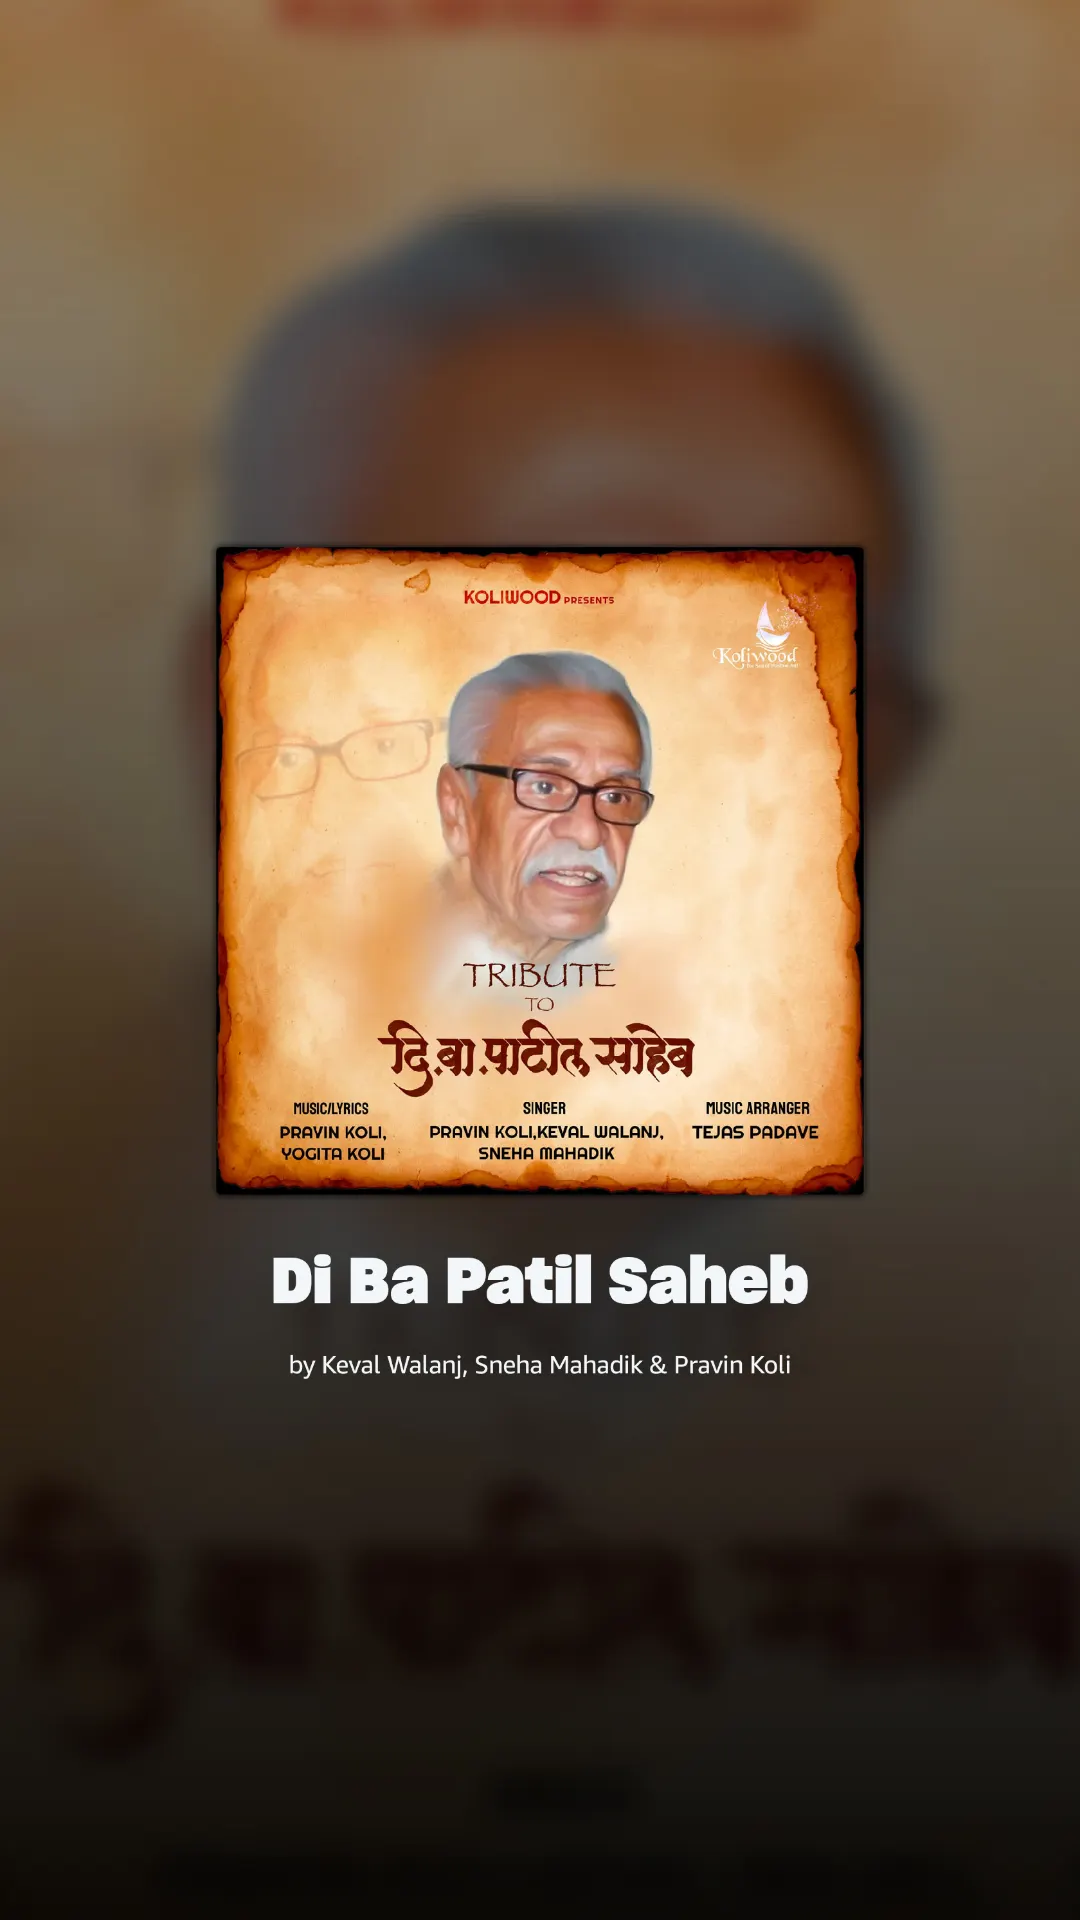 KOLIWOOD PRESENTS
Koliwood
TRIBUTE
TO
दि.बा.पाटील साहेब
MUSIC/LYRICS
PRAVIN KOLI,
YOGITA KOLI
SINGER
PRAVIN KOLI,KEVAL WALANJ,
SNEHA MAHADIK
MUSIC ARRANGER
TEJAS PADAVE
Di Ba Patil Saheb
by Keval Walanj, Sneha Mahadik & Pravin Koli